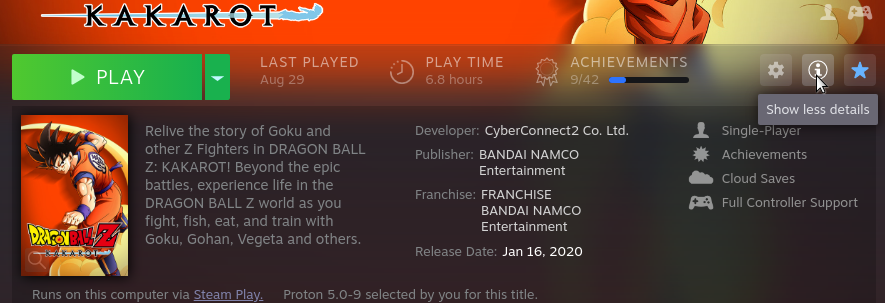 KAKAROT
PLAY
LAST PLAYED
Aug 29
PLAY TIME
6.8 hours
ACHIEVEMENTS
9/42
Show less details
DRAGON BALL Z
KAKAROT
Relive the story of Goku and
other Z Fighters in DRAGON BALL
Z: KAKAROT! Beyond the epic
battles, experience life in the
DRAGON BALL Z world as you
fight, fish, eat, and train with
Goku, Gohan, Vegeta and others.
Developer: CyberConnect2 Co. Ltd.
Publisher: BANDAI NAMCO
Entertainment
Franchise: FRANCHISE
BANDAI NAMCO
Entertainment
Release Date: Jan 16, 2020
Single-Player
Achievements
Cloud Saves
Full Controller Support
Runs on this computer via Steam Play. Proton 5.0-9 selected by you for this title.